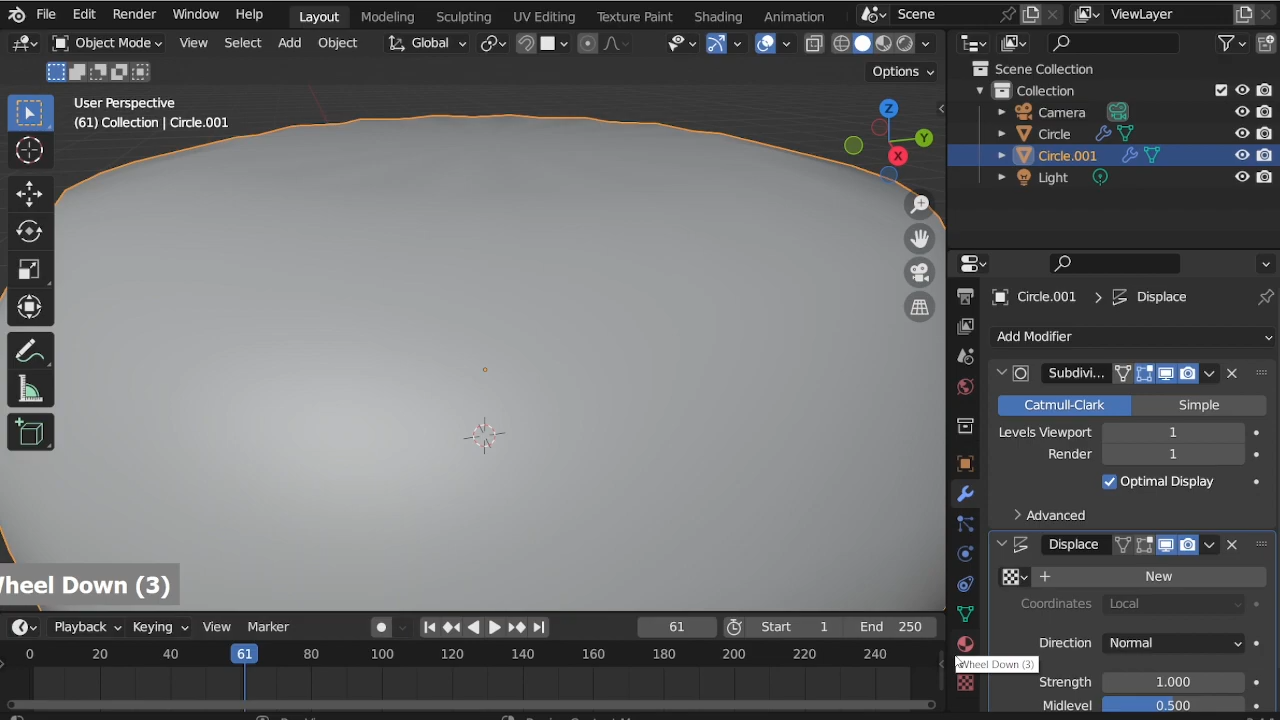 File Edit Render Window Help Layout Modeling Sculpting UV Editing Texture Paint Shading Animation Scene ViewLayer
Object Mode View Select Add Object Global
Options
User Perspective
(61) Collection | Circle.001
Z
Y
X
Scene Collection
Collection
Camera
Circle
Circle.001
Light
Circle.001 > Displace
Add Modifier
Subdivi...
Catmull-Clark Simple
Levels Viewport 1
Render 1
Optimal Display
Advanced
Displace
New
Coordinates Local
Direction Normal
Strength 1.000
Midlevel 0.500
Wheel Down (3)
heel Down (3)
Playback Keying View Marker 61 Start 1 End 250
0 20 40 61 80 100 120 140 160 180 200 220 240